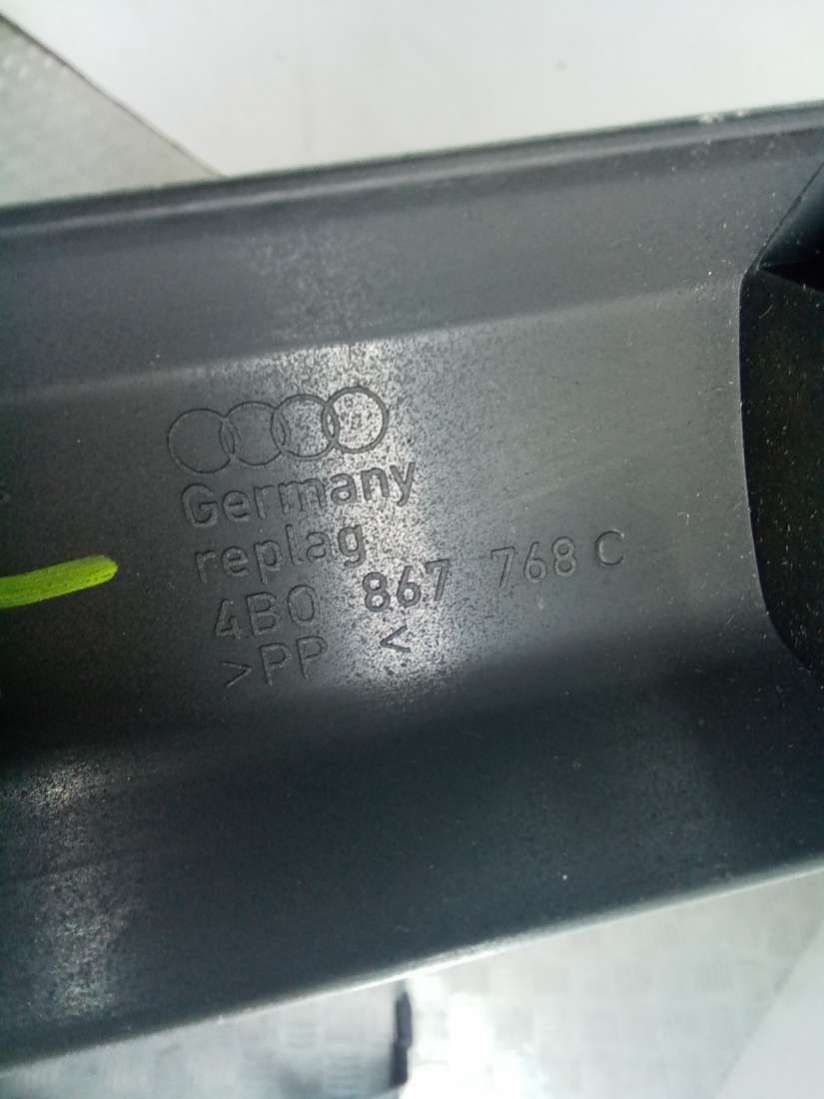 Germany
replag
4B0 867 768 C
>PP <